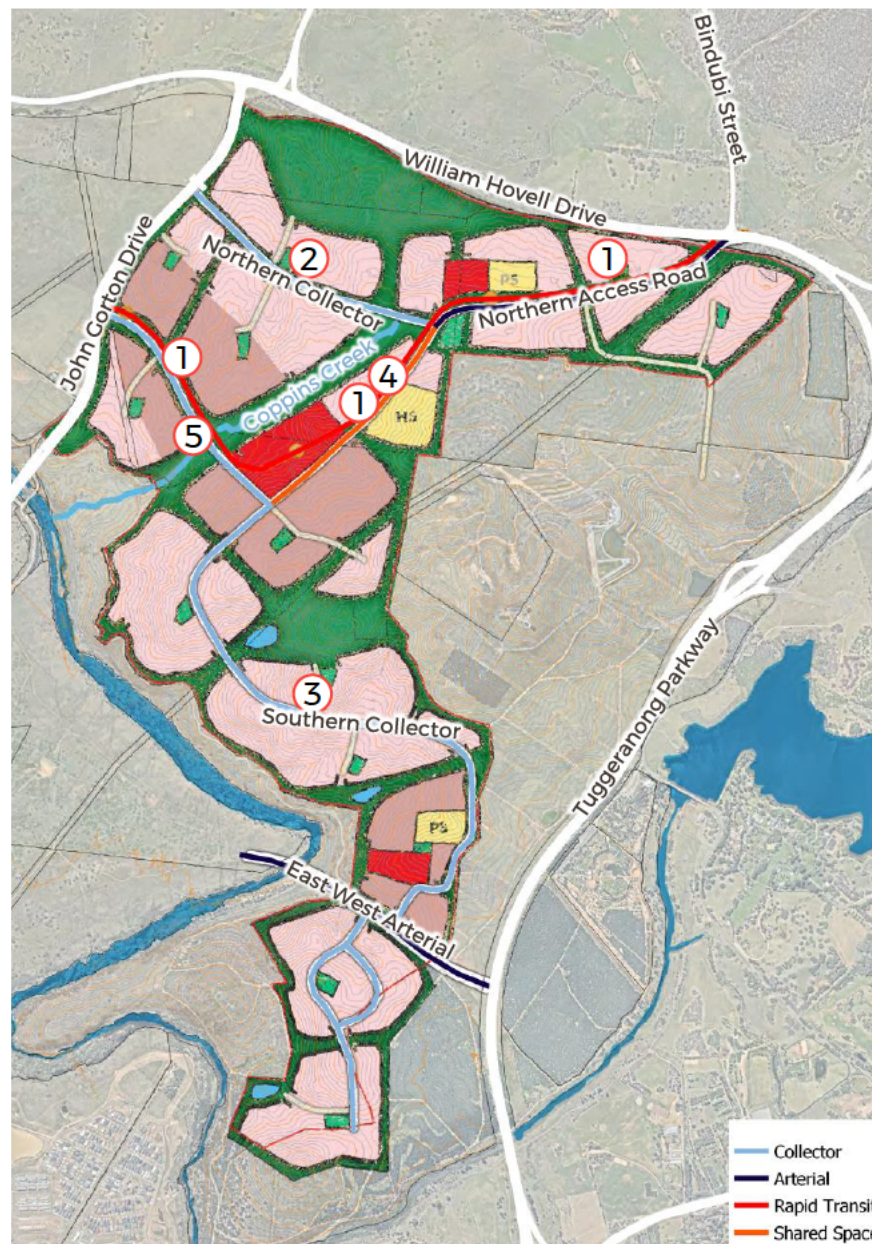 Bindubi Street
William Hovell Drive
John Gorton Drive
Northern Collector
2
1
PS
Northern Access Road
Coppins Creek
1
4
1
HS
5
3
Southern Collector
Tuggeranong Parkway
PS
East West Arterial
Collector
Arterial
Rapid Transit
Shared Space